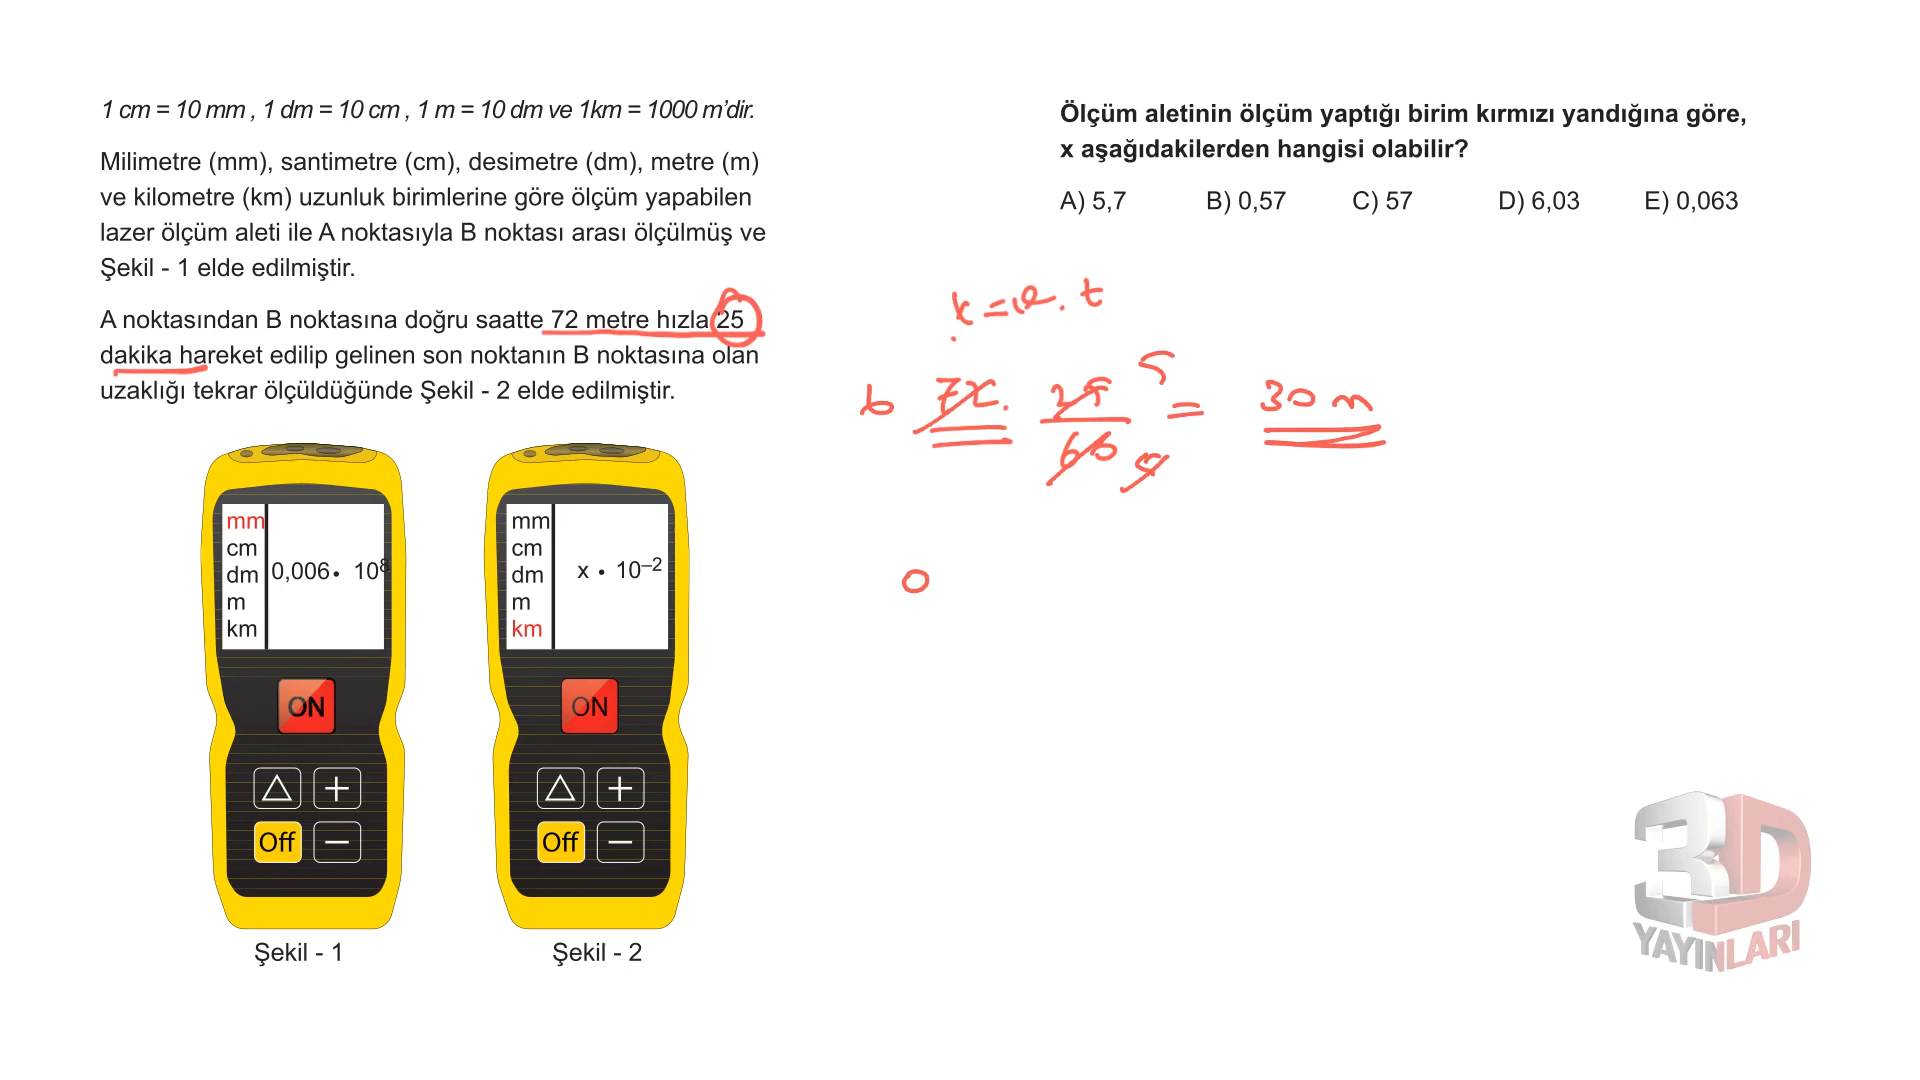 1 cm = 10 mm , 1 dm = 10 cm , 1 m = 10 dm ve 1km = 1000 m’dir.
Milimetre (mm), santimetre (cm), desimetre (dm), metre (m)
ve kilometre (km) uzunluk birimlerine göre ölçüm yapabilen
lazer ölçüm aleti ile A noktasıyla B noktası arası ölçülmüş ve
Şekil - 1 elde edilmiştir.
A noktasından B noktasına doğru saatte 72 metre hızla 25
dakika hareket edilip gelinen son noktanın B noktasına olan
uzaklığı tekrar ölçüldüğünde Şekil - 2 elde edilmiştir.
mm
cm
dm
m
km
0,006 • 10⁸
ON
Off
Şekil - 1
mm
cm
dm
m
km
x • 10⁻²
ON
Off
Şekil - 2
Ölçüm aletinin ölçüm yaptığı birim kırmızı yandığına göre,
x aşağıdakilerden hangisi olabilir?
A) 5,7 B) 0,57 C) 57 D) 6,03 E) 0,063
x = v . t
6 72 . 25 5 =
60
30 m
0
3D
YAYINLARI